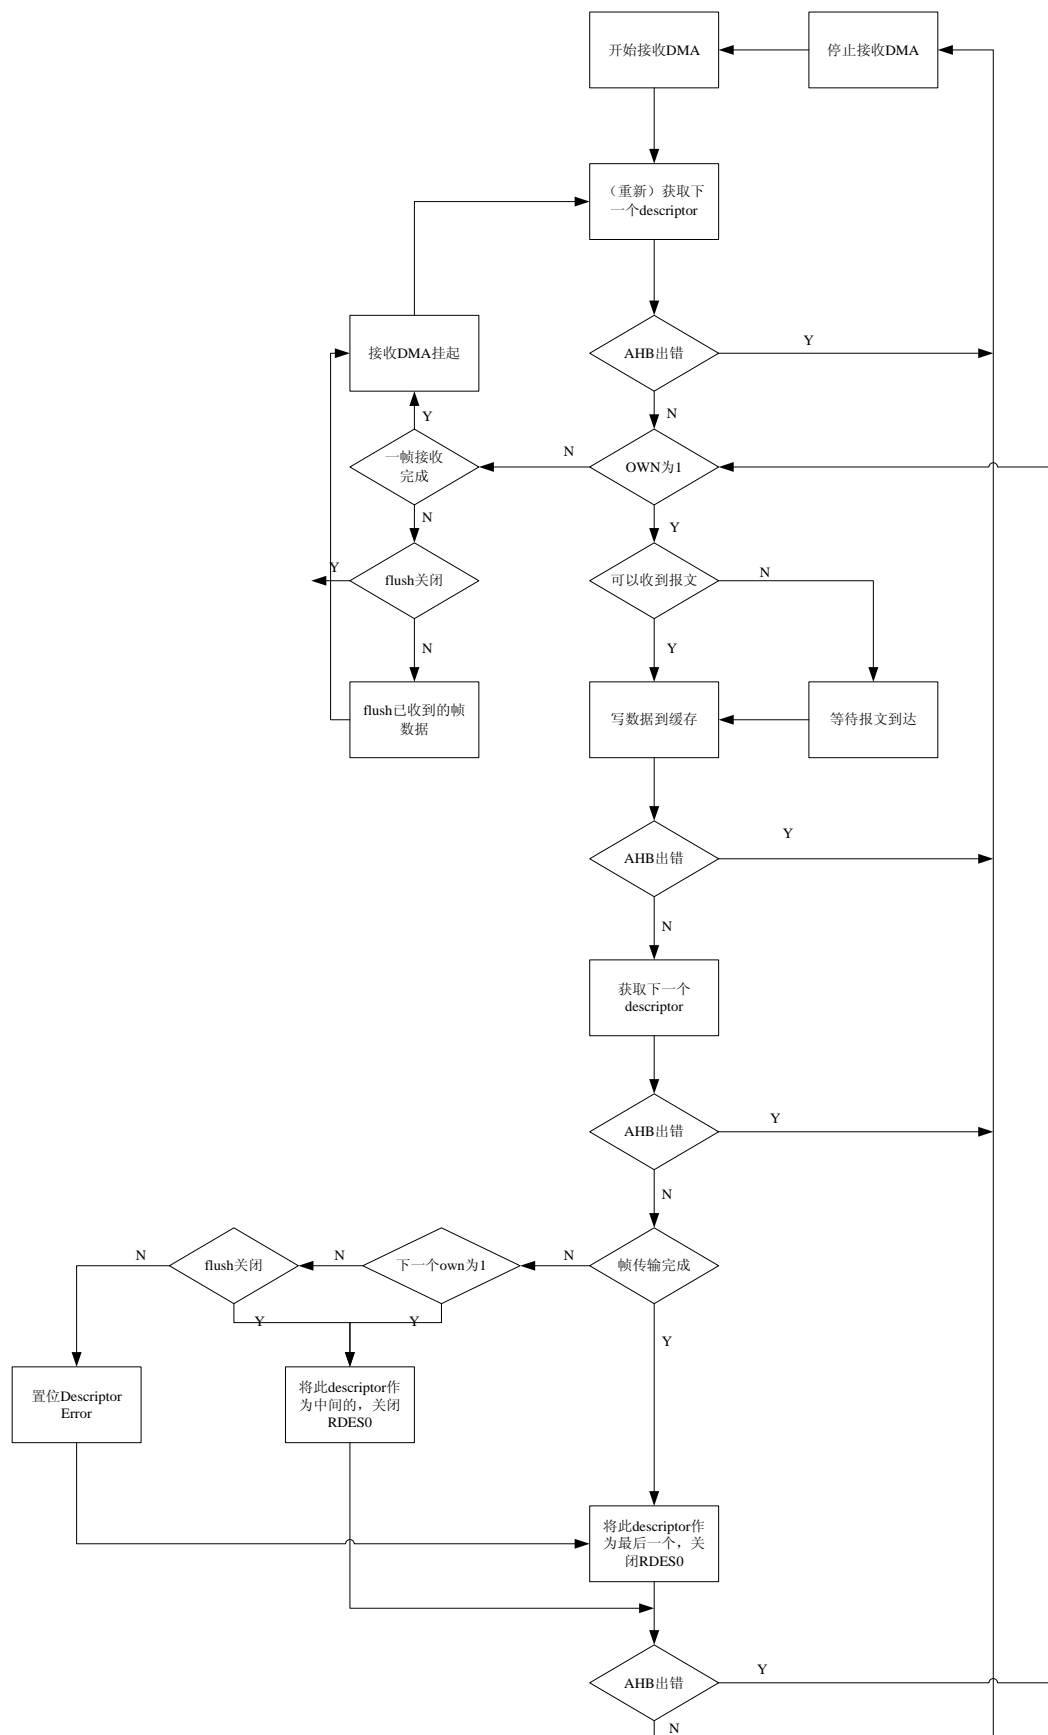 开始接收DMA
停止接收DMA
（重新）获取下
一个descriptor
接收DMA挂起
AHB出错
Y
Y
N
一帧接收
完成
N
OWN为1
N
Y
Y
flush关闭
可以收到报文
N
N
Y
flush已收到的帧
数据
写数据到缓存
等待报文到达
AHB出错
Y
N
获取下一个
descriptor
AHB出错
Y
N
N
flush关闭
N
下一个own为1
N
帧传输完成
Y
Y
Y
置位Descriptor
Error
将此descriptor作
为中间的，关闭
RDES0
将此descriptor作
为最后一个，关
闭RDES0
AHB出错
Y
N